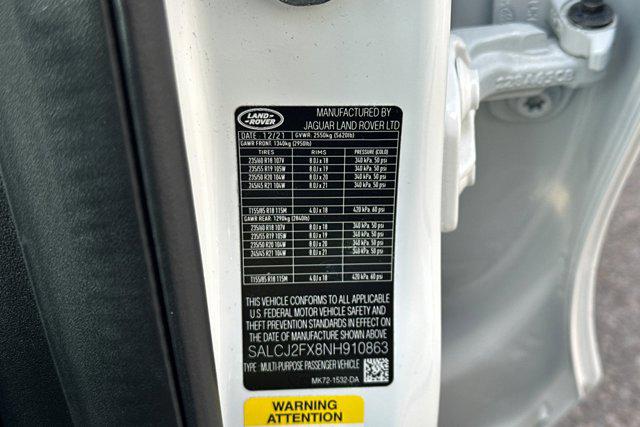 LAND-
ROVER
MANUFACTURED BY
JAGUAR LAND ROVER LTD
DATE 12/21 GVWR: 2550kg (5620lb)
GAWR FRONT: 1340kg (2950lb)
TIRES RIMS PRESSURE (COLD)
235/60 R18 107V 8.0J x 18 340 kPa, 50 psi
235/55 R19 105W 8.0J x 19 340 kPa, 50 psi
235/50 R20 104W 8.0J x 20 340 kPa, 50 psi
245/45 R21 104W 8.0J x 21 340 kPa, 50 psi
T155/85 R18 115M 4.0J x 18 420 kPa, 60 psi
GAWR REAR: 1290kg (2840lb)
235/60 R18 107V 8.0J x 18 340 kPa, 50 psi
235/55 R19 105W 8.0J x 19 340 kPa, 50 psi
235/50 R20 104W 8.0J x 20 340 kPa, 50 psi
245/45 R21 104W 8.0J x 21 340 kPa, 50 psi
T155/85 R18 115M 4.0J x 18 420 kPa, 60 psi
THIS VEHICLE CONFORMS TO ALL APPLICABLE
U.S. FEDERAL MOTOR VEHICLE SAFETY AND
THEFT PREVENTION STANDARDS IN EFFECT ON
THE DATE OF MANUFACTURE SHOWN ABOVE
SALCJ2FX8NH910863
TYPE: MULTI-PURPOSE PASSENGER VEHICLE
MK72-1532-DA
WARNING
ATTENTION